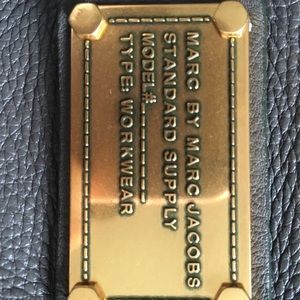 MARC BY MARC JACOBS
STANDARD SUPPLY
MODEL#
TYPE: WORKWEAR